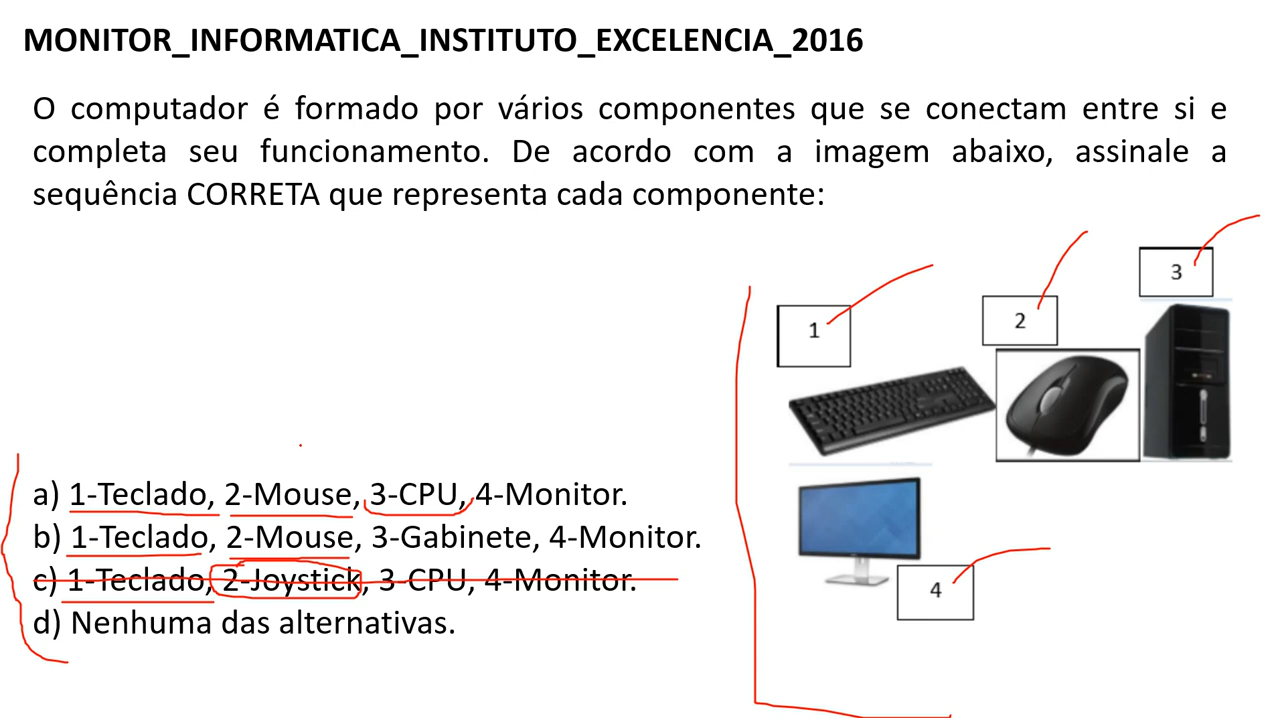 MONITOR_INFORMATICA_INSTITUTO_EXCELENCIA_2016
O computador é formado por vários componentes que se conectam entre si e
completa seu funcionamento. De acordo com a imagem abaixo, assinale a
sequência CORRETA que representa cada componente:
3
2
1
4
a) 1-Teclado, 2-Mouse, 3-CPU, 4-Monitor.
b) 1-Teclado, 2-Mouse, 3-Gabinete, 4-Monitor.
c) 1-Teclado, 2-Joystick, 3-CPU, 4-Monitor.
d) Nenhuma das alternativas.